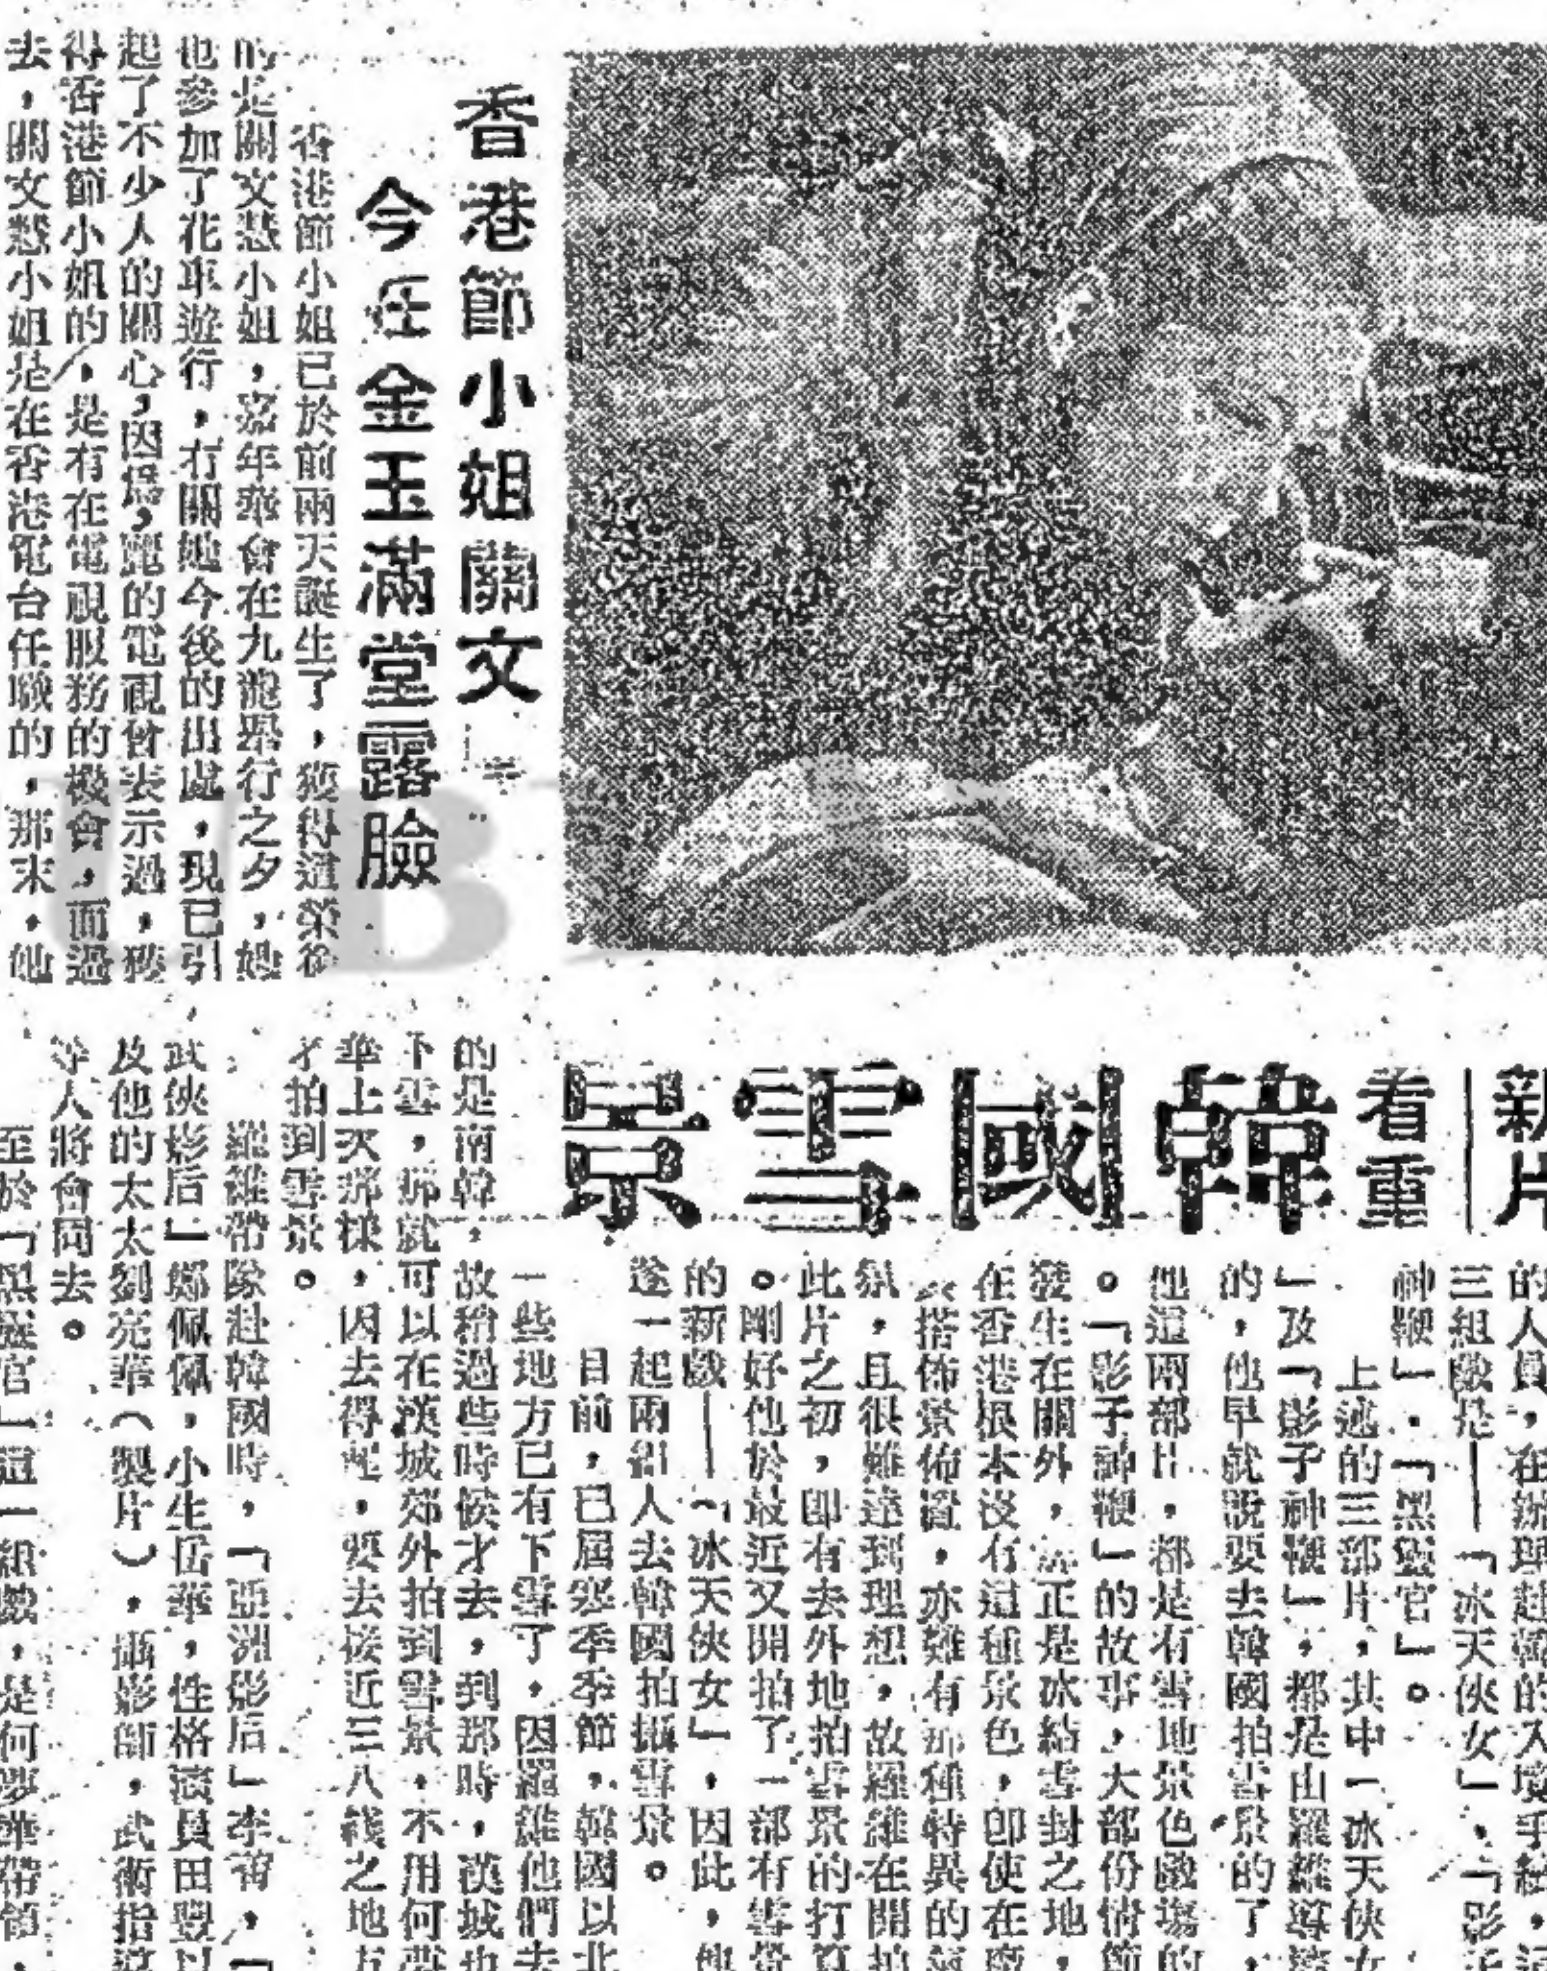 香港節小姐關文
今任金玉滿堂露臉
香港節小姐已於前兩天誕生了，獲得這榮銜
的是關文慧小姐，嘉年華會在九龍舉行之夕，她
也參加了花車遊行，有關她今後的出處，現已引
起了不少人的關心，因爲，麗的電視曾表示過，獲
得香港節小姐的，是有在電視服務的機會，而過
去，關文慧小姐是在香港電台任職的，那末，他
新片
看重
韓國雪景
的人員，在辦理赴韓的入境手
三組戲是——「冰天俠女」、「影子
神鞭」、「黑靈官」。
上述的三部片，其中「冰天俠女
」及「影子神鞭」，都是由羅維導
的，他早就說要去韓國拍雪景的了，
他這兩部片，都是有雪地景色戲場的
。「影子神鞭」的故事，大部份情節
發生在關外，正是冰結雪封之地，
在香港根本沒有這種景色，即使在廠
搭佈景佈置，亦難有那種特異的氣
氛，且很難達到理想，故羅維在開拍
此片之初，即有去外地拍雪景的打算
。剛好他於最近又開拍了一部有雪景
的新戲——「冰天俠女」，因此，他
遂一起兩組人去韓國拍攝雪景。
目前，已屆寒季季節，韓國以北
一些地方已有下雪了，因羅維他們去
的是南韓，故稍過些時候才去，到那時，漢城也
下雪，那就可以在漢城郊外拍到雪景，不用何夢
華上次那樣，因去得早，要去接近三八綫之地方
才拍到雪景。
羅維帶隊赴韓國時，「亞洲影后」李菁，「
武俠影后」鄭佩佩，小生岳華，性格演員田豐以
及他的太太劉亮華（製片），攝影師，武術指導
等人將會同去。
至於「黑靈官」這一組戲，是何夢華帶領，